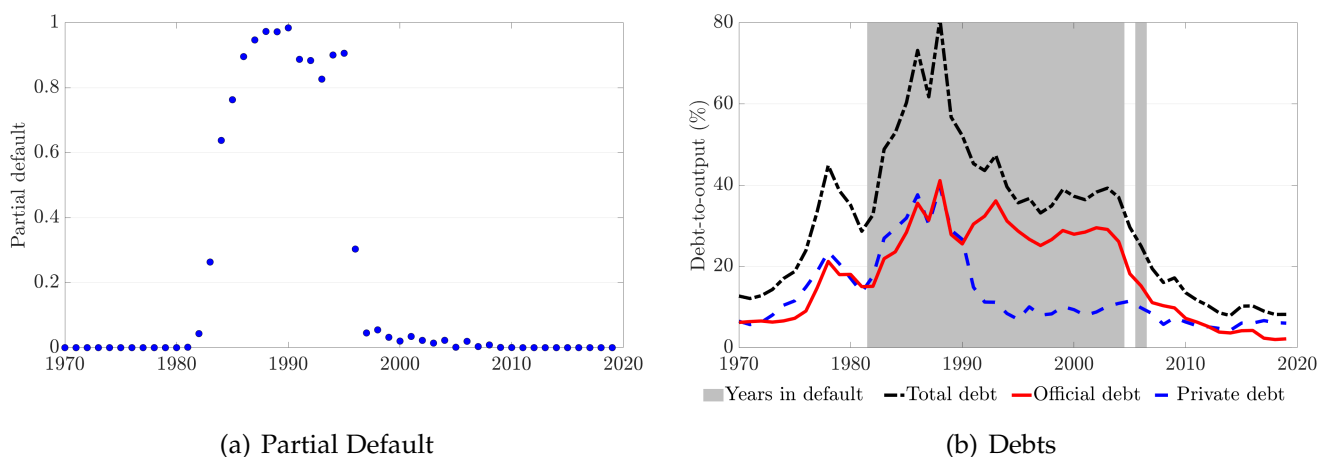 1
0.8
0.6
0.4
0.2
0
Partial default
1970 1980 1990 2000 2010 2020
(a) Partial Default
80
60
40
20
0
Debt-to-output (%)
1970 1980 1990 2000 2010 2020
Years in default Total debt Official debt Private debt
(b) Debts